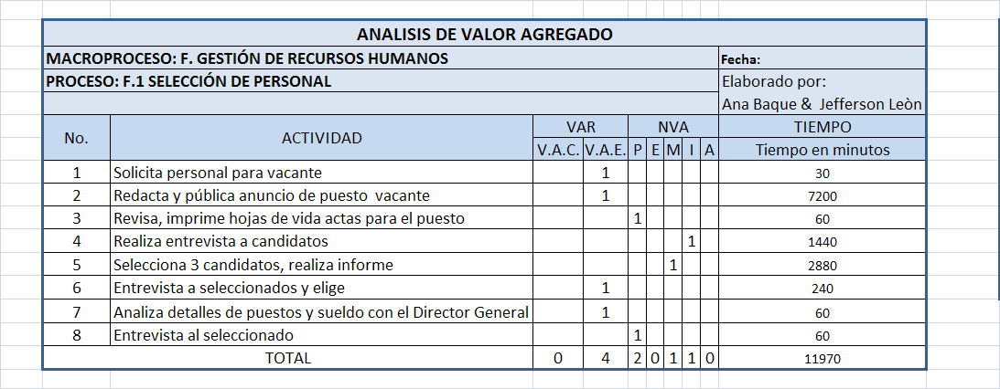 ANALISIS DE VALOR AGREGADO
MACROPROCESO: F. GESTIÓN DE RECURSOS HUMANOS Fecha:
PROCESO: F.1 SELECCIÓN DE PERSONAL Elaborado por:
Ana Baque & Jefferson Leòn
No. ACTIVIDAD VAR NVA TIEMPO
V.A.C. V.A.E. P E M I A Tiempo en minutos
1 Solicita personal para vacante 1 30
2 Redacta y pública anuncio de puesto vacante 1 7200
3 Revisa, imprime hojas de vida actas para el puesto 1 60
4 Realiza entrevista a candidatos 1 1440
5 Selecciona 3 candidatos, realiza informe 1 2880
6 Entrevista a seleccionados y elige 1 240
7 Analiza detalles de puestos y sueldo con el Director General 1 60
8 Entrevista al seleccionado 1 60
TOTAL 0 4 2 0 1 1 0 11970